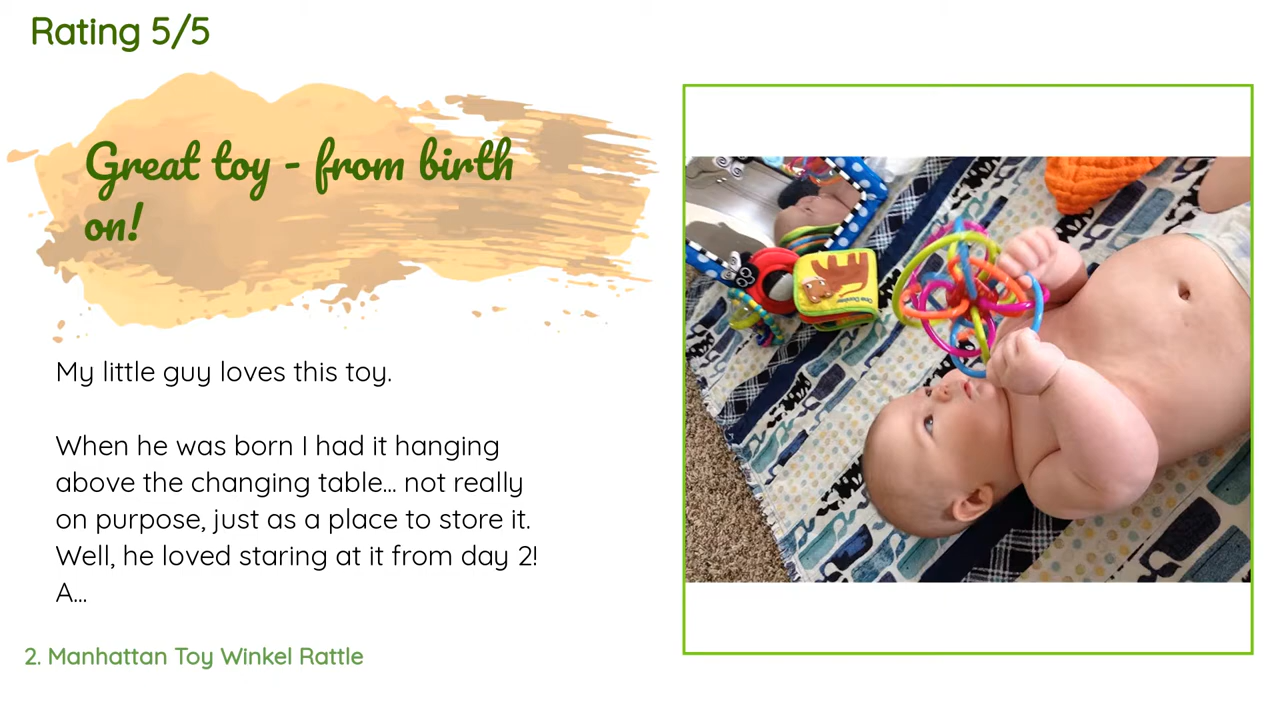 Rating 5/5
Great toy - from birth
on!
My little guy loves this toy.
When he was born I had it hanging
above the changing table... not really
on purpose, just as a place to store it.
Well, he loved staring at it from day 2!
A...
2. Manhattan Toy Winkel Rattle